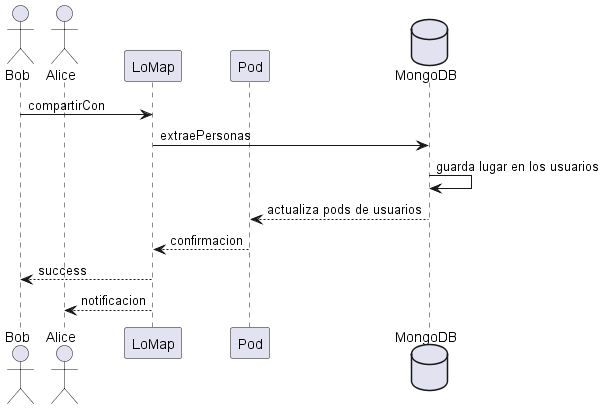 MongoDB
Bob
Alice
LoMap
Pod
compartirCon
extraePersonas
guarda lugar en los usuarios
actualiza pods de usuarios
confirmacion
success
notificacion
Bob
Alice
LoMap
Pod
MongoDB